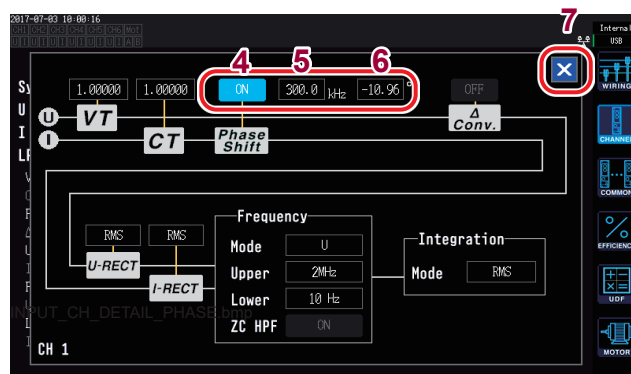 2017-07-03 10:00:16
CH1 CH2 CH3 CH4 CH5 CH6 Mot
U I U I U I U I U I U I A B
Internal
USB
7
4 5 6
1.00000 1.00000 ON 300.0 kHz -10.96 ° OFF
U VT Δ Conv.
I CT Phase Shift
WIRING
CHANNEL
COMMON
EFFICIENC
UDF
MOTOR
RMS RMS
U-RECT
I-RECT
Frequency
Mode U
Upper 2MHz
Lower 10 Hz
ZC HPF ON
Integration
Mode RMS
INPUT_CH_DETAIL_PHASE.bmp
CH 1